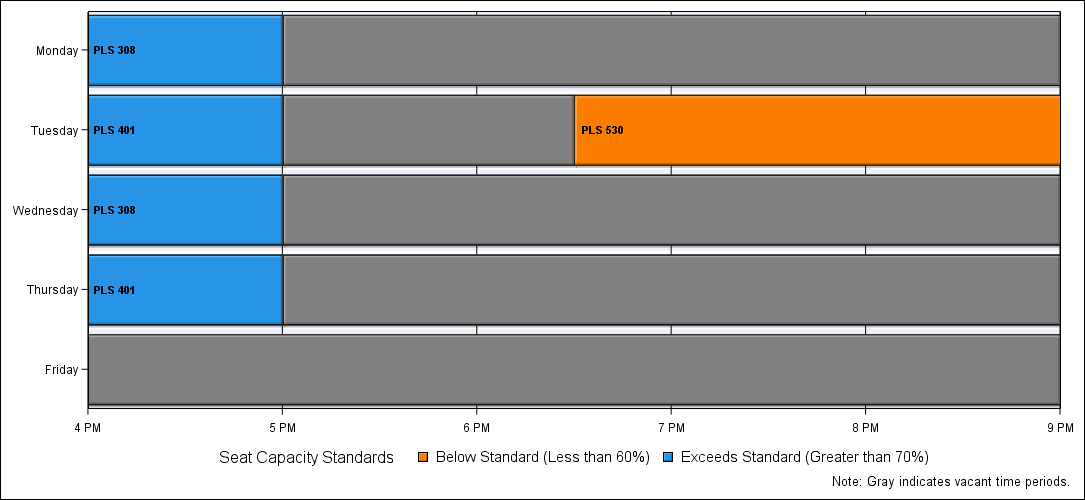 Monday
PLS 308
Tuesday
PLS 401
PLS 530
Wednesday
PLS 308
Thursday
PLS 401
Friday
4 PM 5 PM 6 PM 7 PM 8 PM 9 PM
Seat Capacity Standards Below Standard (Less than 60%) Exceeds Standard (Greater than 70%)
Note: Gray indicates vacant time periods.